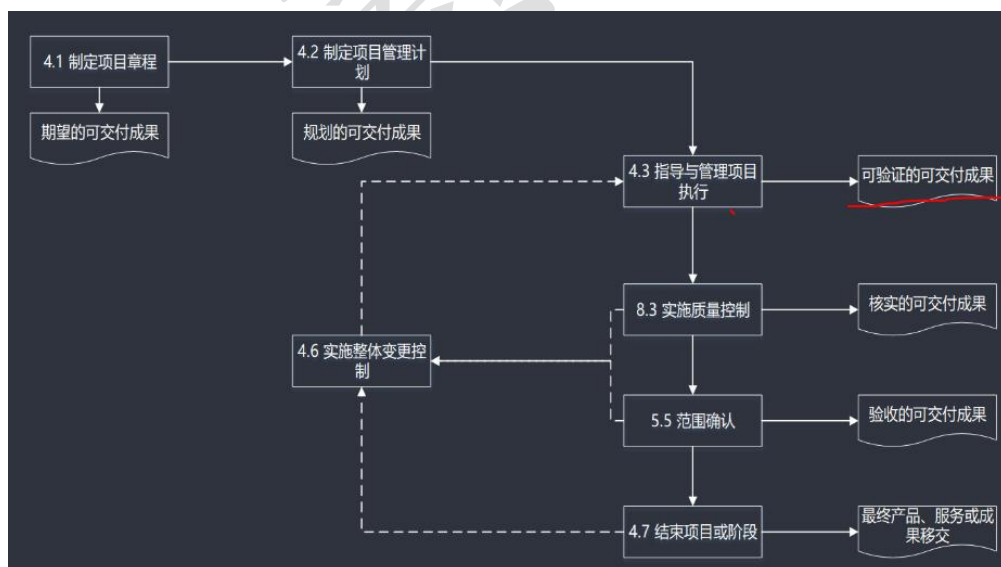 4.1 制定项目章程
4.2 制定项目管理计
划
期望的可交付成果
规划的可交付成果
4.3 指导与管理项目
执行
可验证的可交付成果
8.3 实施质量控制
核实的可交付成果
4.6 实施整体变更控
制
5.5 范围确认
验收的可交付成果
4.7 结束项目或阶段
最终产品、服务或成
果移交